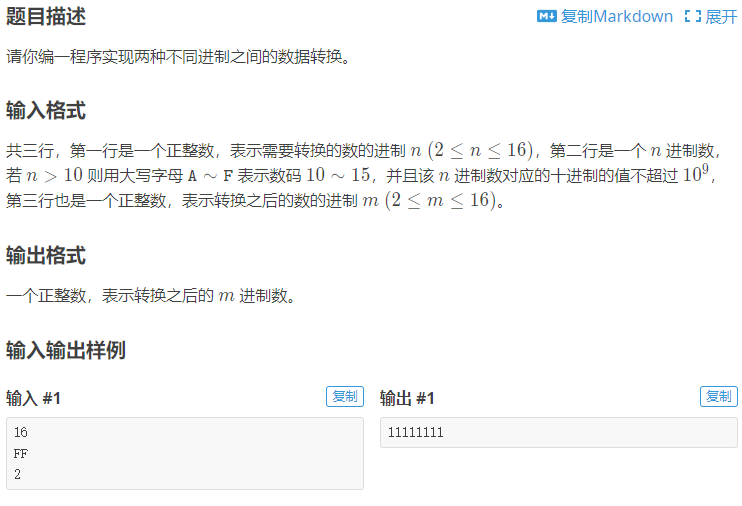 题目描述 复制Markdown 展开
请你编一程序实现两种不同进制之间的数据转换。
输入格式
共三行，第一行是一个正整数，表示需要转换的数的进制 n (2 ≤ n ≤ 16)，第二行是一个 n 进制数，
若 n > 10 则用大写字母 A ∼ F 表示数码 10 ∼ 15，并且该 n 进制数对应的十进制的值不超过 10⁹，
第三行也是一个正整数，表示转换之后的数的进制 m (2 ≤ m ≤ 16)。
输出格式
一个正整数，表示转换之后的 m 进制数。
输入输出样例
输入 #1 复制
16
FF
2
输出 #1 复制
11111111